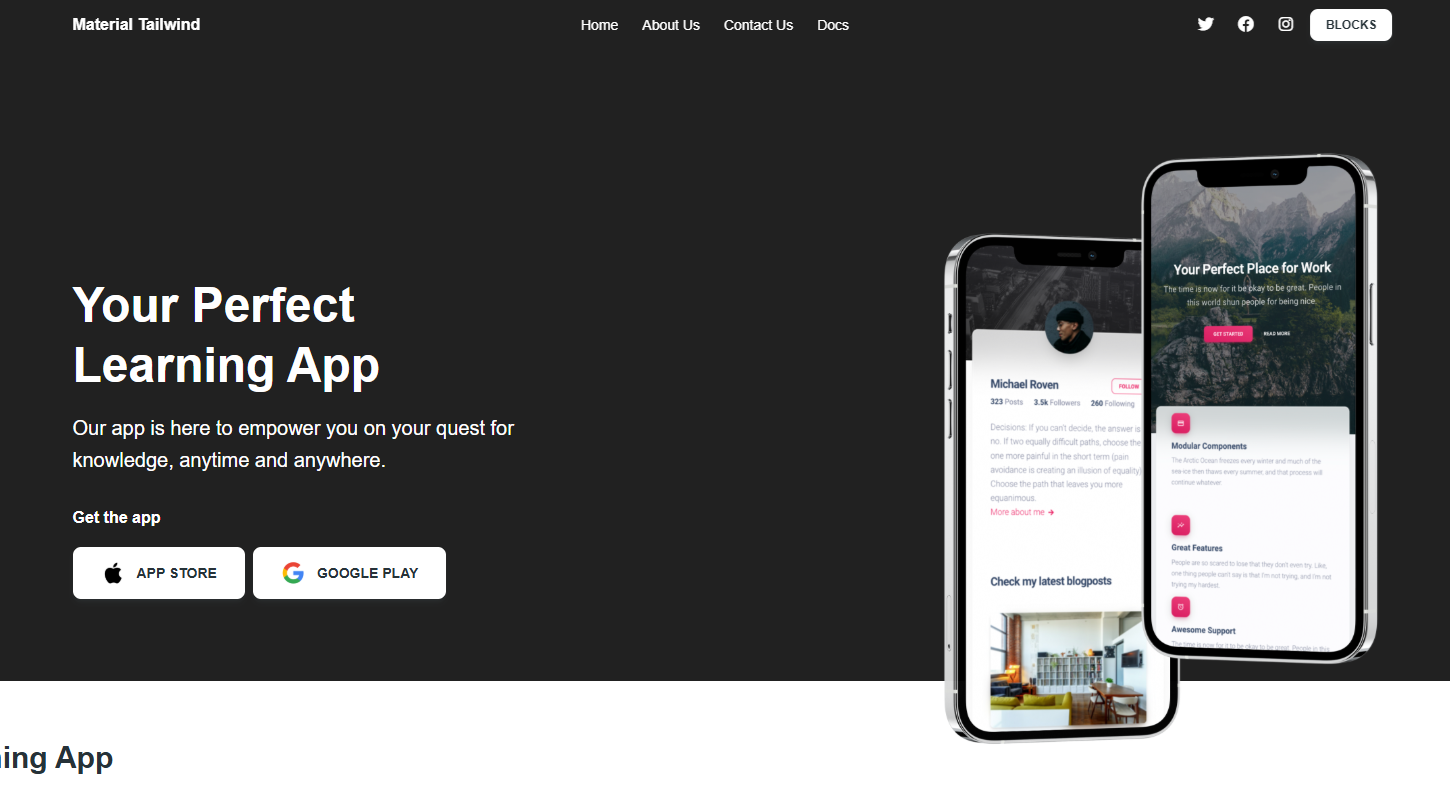 Material Tailwind
Home
About Us
Contact Us
Docs
BLOCKS
Your Perfect
Learning App
Our app is here to empower you on your quest for
knowledge, anytime and anywhere.
Get the app
APP STORE
GOOGLE PLAY
Michael Roven
FOLLOW
323 Posts
3.5k Followers
260 Following
Decisions: If you can't decide, the answer is
no. If two equally difficult paths, choose the
one more painful in the short term (pain
avoidance is creating an illusion of equality)
Choose the path that leaves you more
equanimous.
More about me
Check my latest blogposts
Your Perfect Place for Work
The time is now for it be okay to be great. People in
this world shun people for being nice.
GET STARTED
READ MORE
Modular Components
The Arctic Ocean freezes every winter and much of the
sea-ice then thaws every summer, and that process will
continue whatever
Great Features
People are so scared to lose that they don't even try. Like,
one thing people can't say is that I'm not trying, and I'm not
trying my hardest.
Awesome Support
The time is now for it to be okay to be great. People in this
ning App